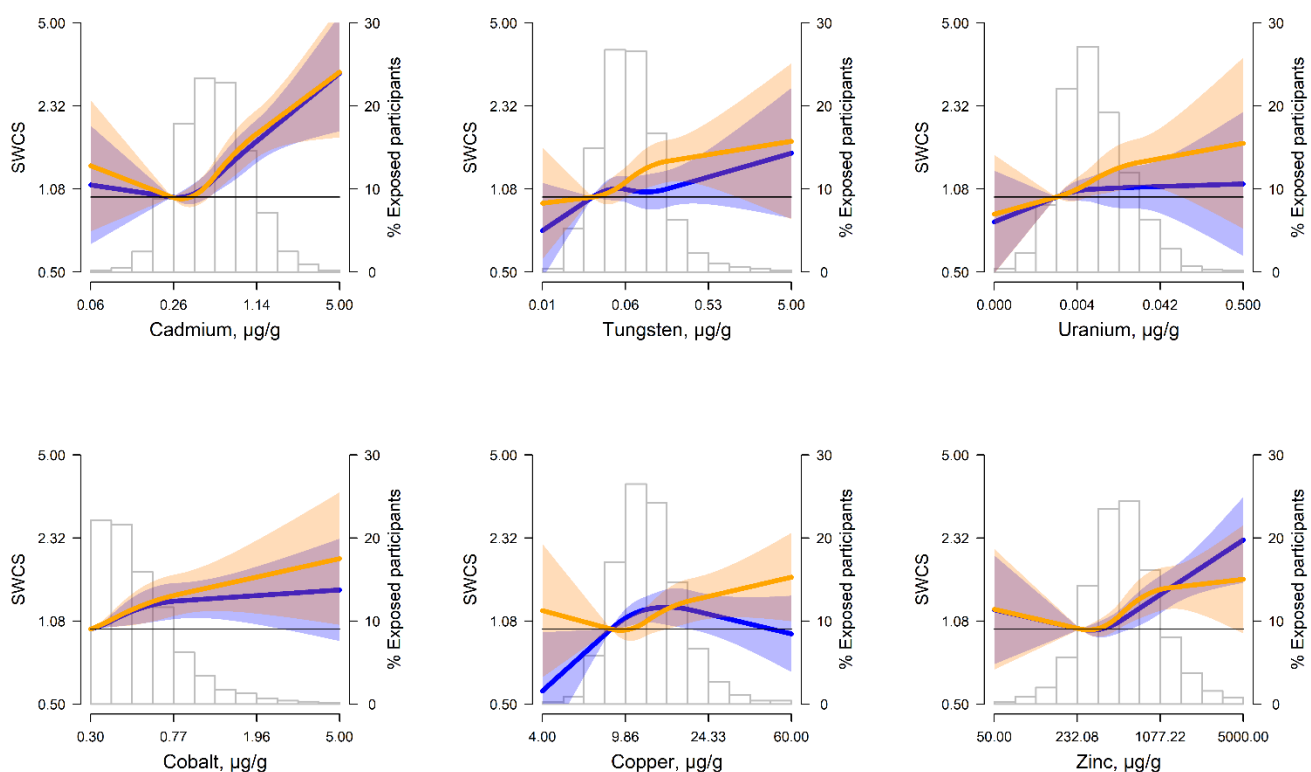 5.00
2.32
1.08
0.50
SWCS
30
20
10
0
% Exposed participants
0.06 0.26 1.14 5.00
Cadmium, µg/g
5.00
2.32
1.08
0.50
SWCS
30
20
10
0
% Exposed participants
0.01 0.06 0.53 5.00
Tungsten, µg/g
5.00
2.32
1.08
0.50
SWCS
30
20
10
0
% Exposed participants
0.000 0.004 0.042 0.500
Uranium, µg/g
5.00
2.32
1.08
0.50
SWCS
30
20
10
0
% Exposed participants
0.30 0.77 1.96 5.00
Cobalt, µg/g
5.00
2.32
1.08
0.50
SWCS
30
20
10
0
% Exposed participants
4.00 9.86 24.33 60.00
Copper, µg/g
5.00
2.32
1.08
0.50
SWCS
30
20
10
0
% Exposed participants
50.00 232.08 1077.22 5000.00
Zinc, µg/g